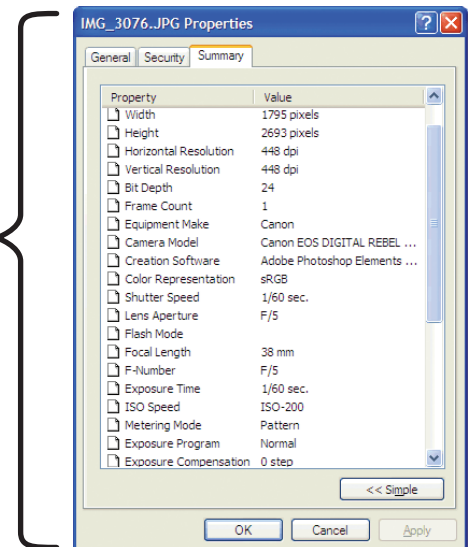 IMG_3076.JPG Properties
General Security Summary
Property Value
Width 1795 pixels
Height 2693 pixels
Horizontal Resolution 448 dpi
Vertical Resolution 448 dpi
Bit Depth 24
Frame Count 1
Equipment Make Canon
Camera Model Canon EOS DIGITAL REBEL ...
Creation Software Adobe Photoshop Elements ...
Color Representation sRGB
Shutter Speed 1/60 sec.
Lens Aperture F/5
Flash Mode
Focal Length 38 mm
F-Number F/5
Exposure Time 1/60 sec.
ISO Speed ISO-200
Metering Mode Pattern
Exposure Program Normal
Exposure Compensation 0 step
<< Simple
OK Cancel Apply